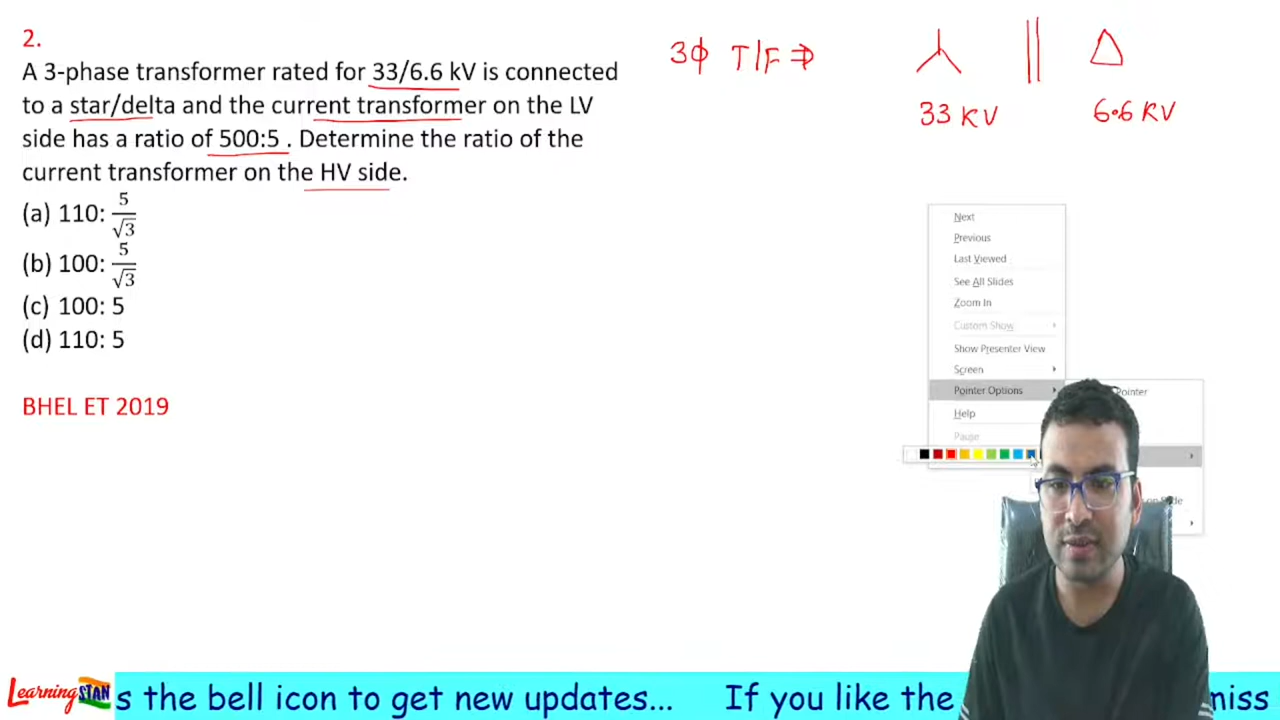 2.
A 3-phase transformer rated for 33/6.6 kV is connected
to a star/delta and the current transformer on the LV
side has a ratio of 500:5 . Determine the ratio of the
current transformer on the HV side.
(a) 110: 5/√3
(b) 100: 5/√3
(c) 100: 5
(d) 110: 5
BHEL ET 2019
3ϕ T/F ⇒
33 KV
6.6 KV
Next
Previous
Last Viewed
See All Slides
Zoom In
Custom Show
Show Presenter View
Screen
Pointer Options
Help
Pause
Pointer
Learning STAN
s the bell icon to get new updates... If you like the
miss